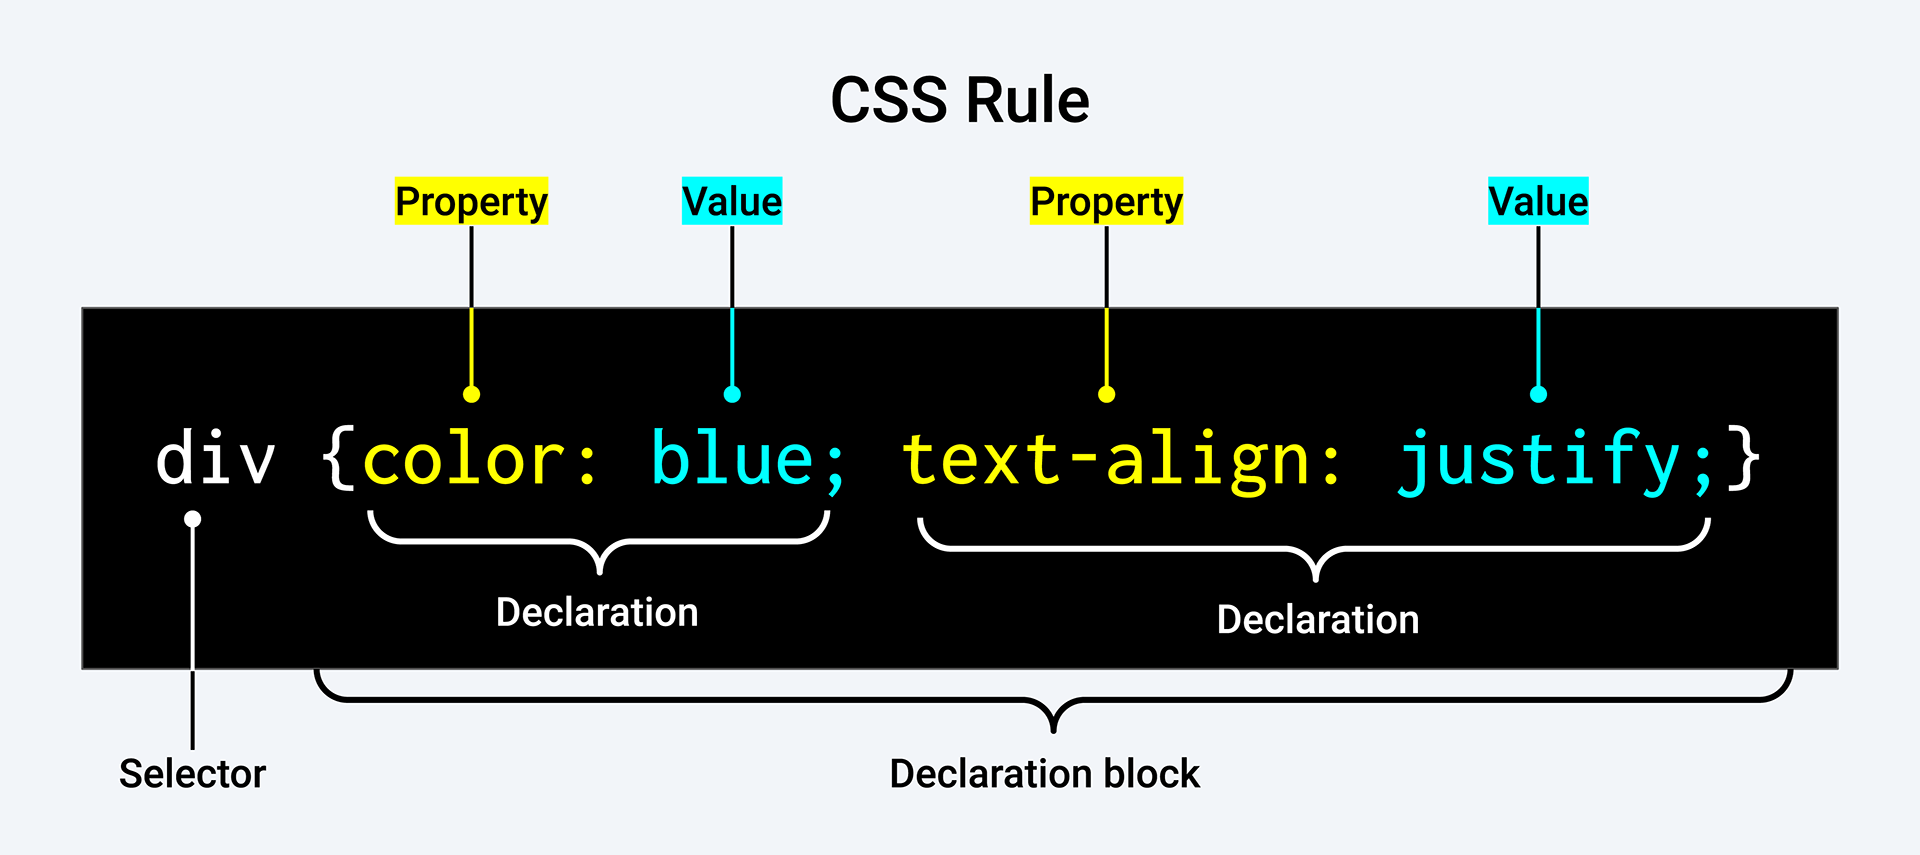 CSS Rule
Property Value Property Value
div {color: blue; text-align: justify;}
Declaration Declaration
Selector Declaration block